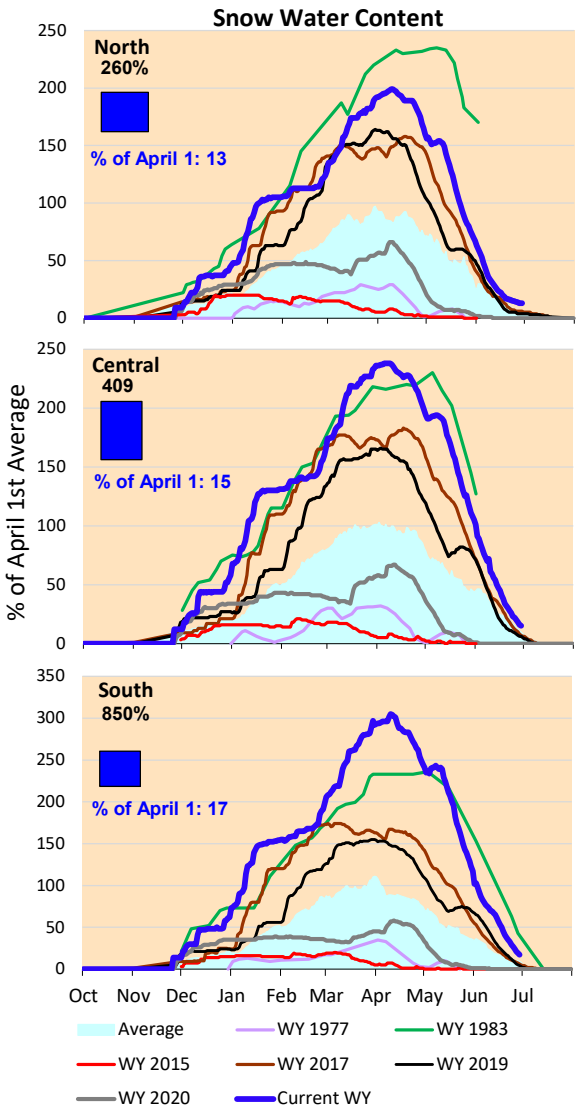 Snow Water Content
% of April 1st Average
North
260%
% of April 1: 13
250
200
150
100
50
0
Central
409
% of April 1: 15
250
200
150
100
50
0
South
850%
% of April 1: 17
350
300
250
200
150
100
50
0
Oct Nov Dec Jan Feb Mar Apr May Jun Jul
Average WY 1977 WY 1983
WY 2015 WY 2017 WY 2019
WY 2020 Current WY